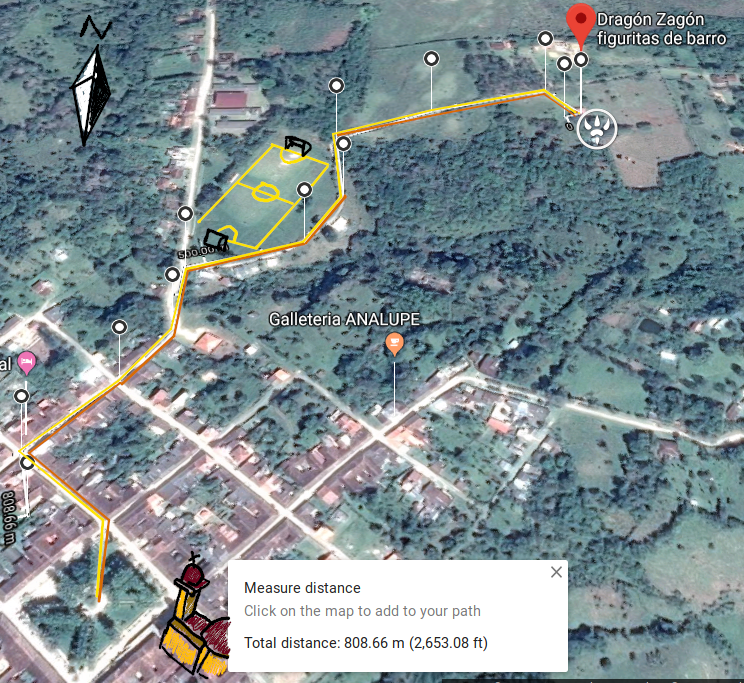 N
Dragón Zagón
figuritas de barro
500.00 m
Galleteria ANALUPE
al
808.66 m
Measure distance
Click on the map to add to your path
Total distance: 808.66 m (2,653.08 ft)